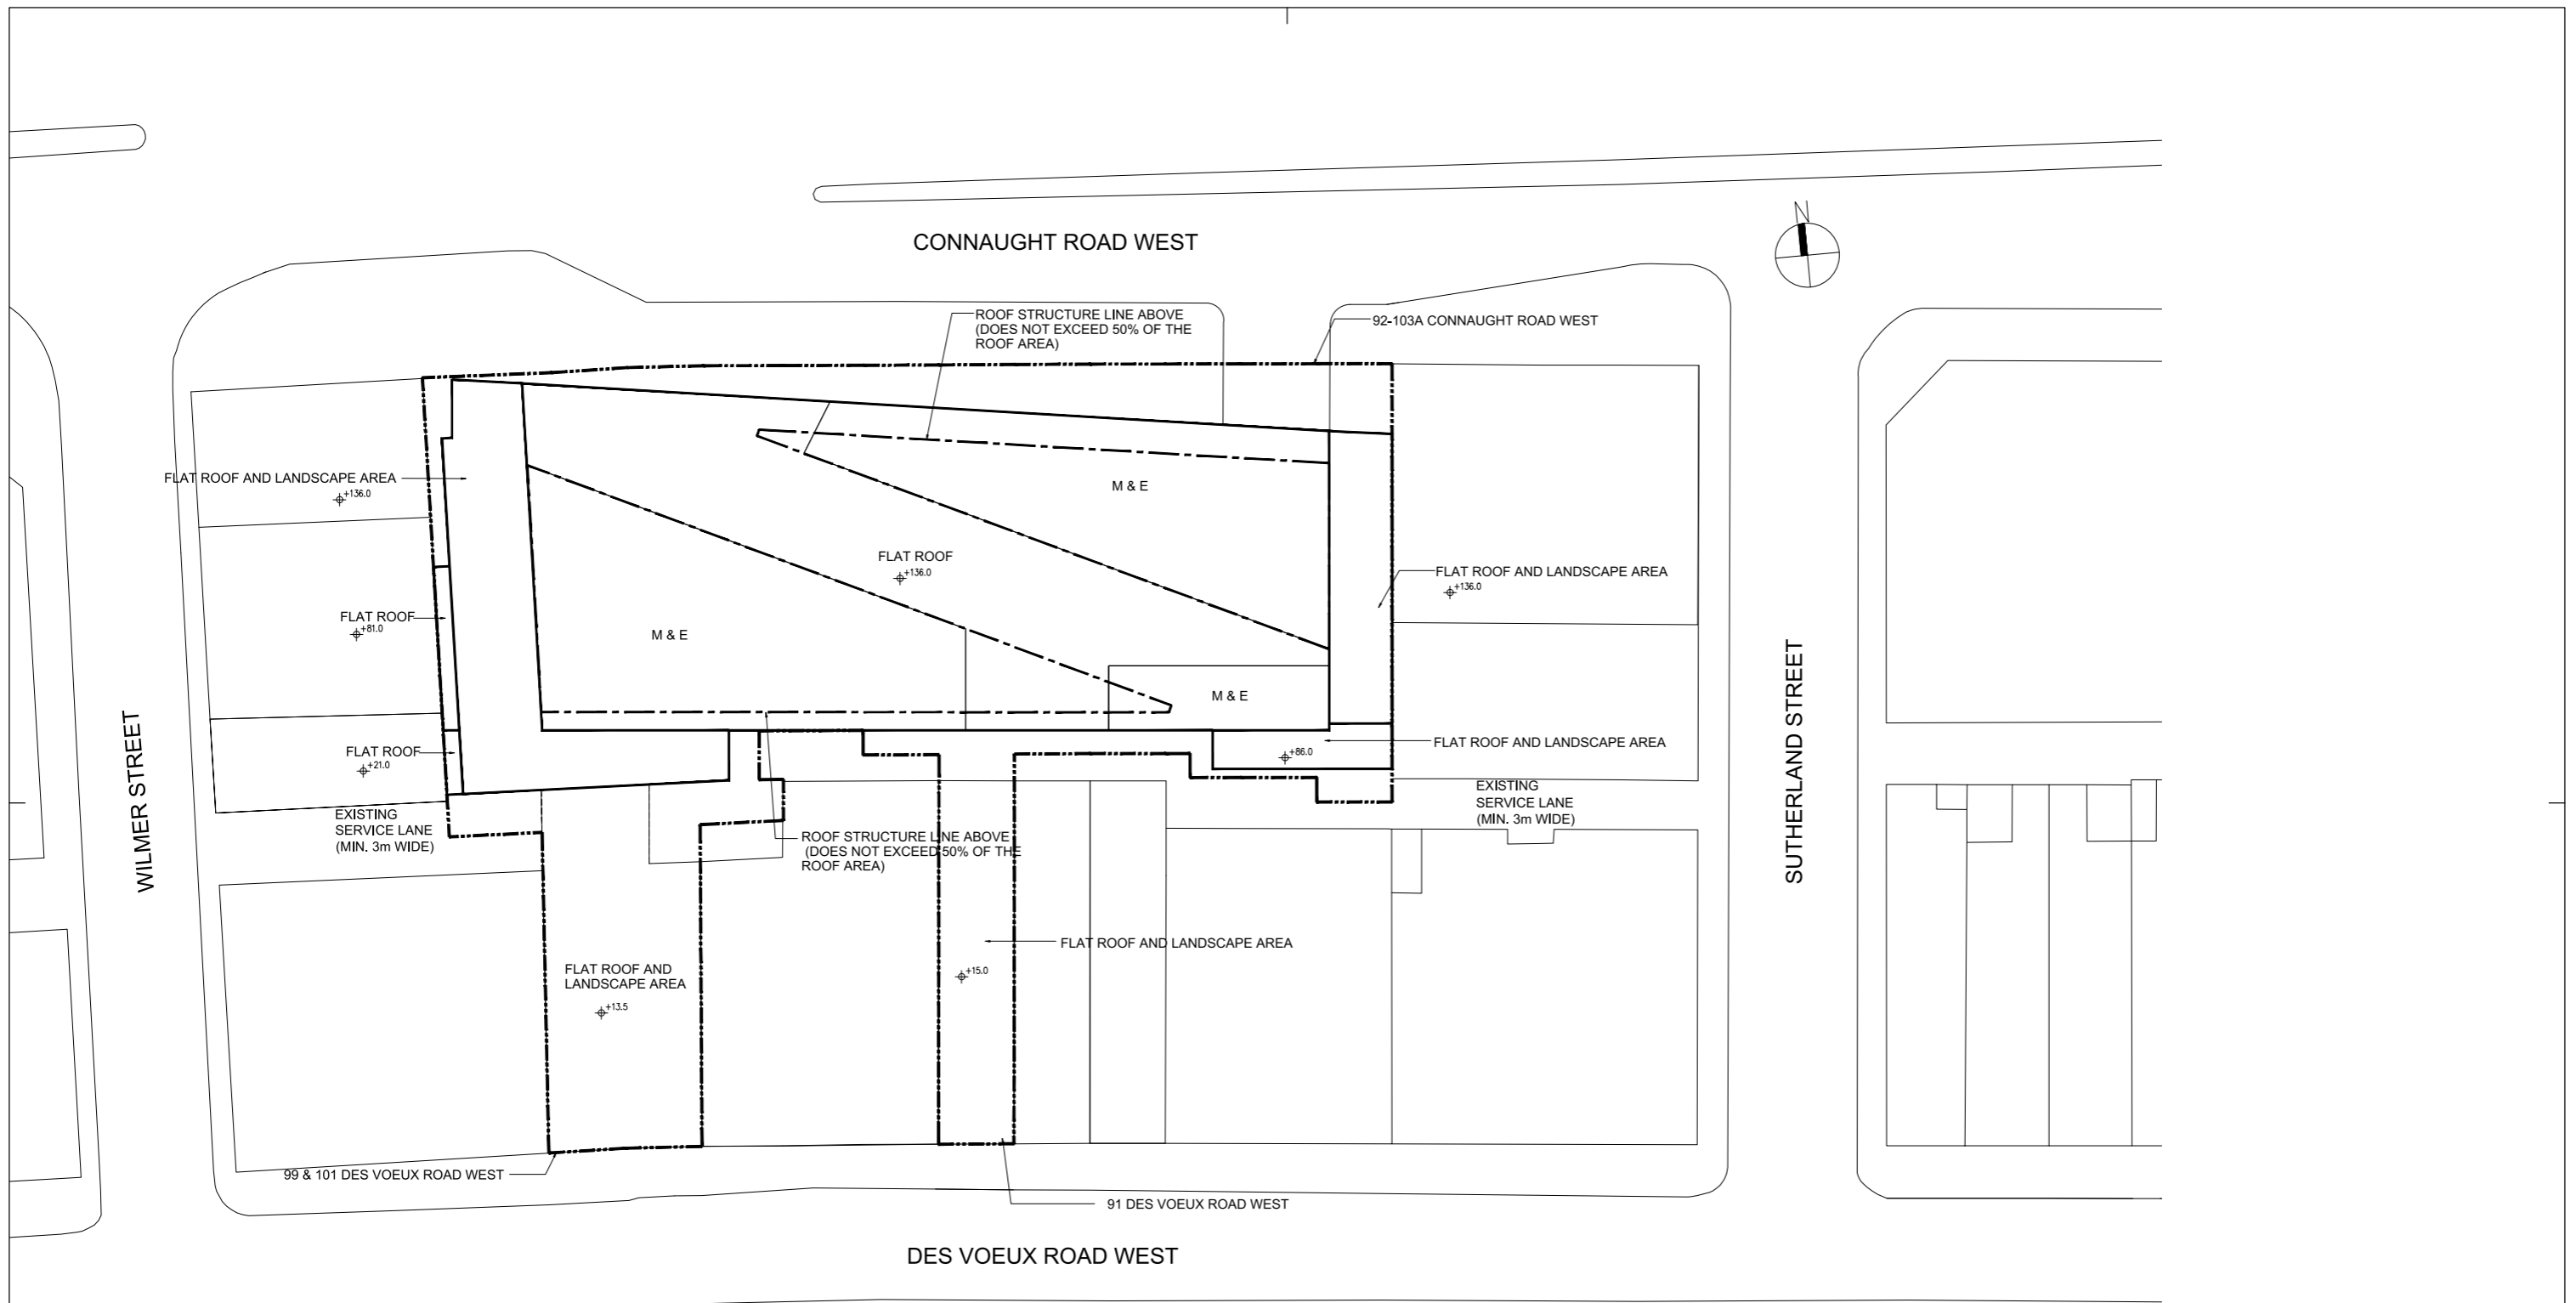 N
CONNAUGHT ROAD WEST
ROOF STRUCTURE LINE ABOVE
(DOES NOT EXCEED 50% OF THE
ROOF AREA)
92-103A CONNAUGHT ROAD WEST
FLAT ROOF AND LANDSCAPE AREA
+136.0
M & E
FLAT ROOF
+136.0
FLAT ROOF AND LANDSCAPE AREA
+136.0
FLAT ROOF
+81.0
M & E
M & E
FLAT ROOF
+21.0
FLAT ROOF AND LANDSCAPE AREA
+86.0
WILMER STREET
SUTHERLAND STREET
EXISTING
SERVICE LANE
(MIN. 3m WIDE)
EXISTING
SERVICE LANE
(MIN. 3m WIDE)
ROOF STRUCTURE LINE ABOVE
(DOES NOT EXCEED 50% OF THE
ROOF AREA)
FLAT ROOF AND LANDSCAPE AREA
+15.0
FLAT ROOF AND
LANDSCAPE AREA
+13.5
99 & 101 DES VOEUX ROAD WEST
91 DES VOEUX ROAD WEST
DES VOEUX ROAD WEST